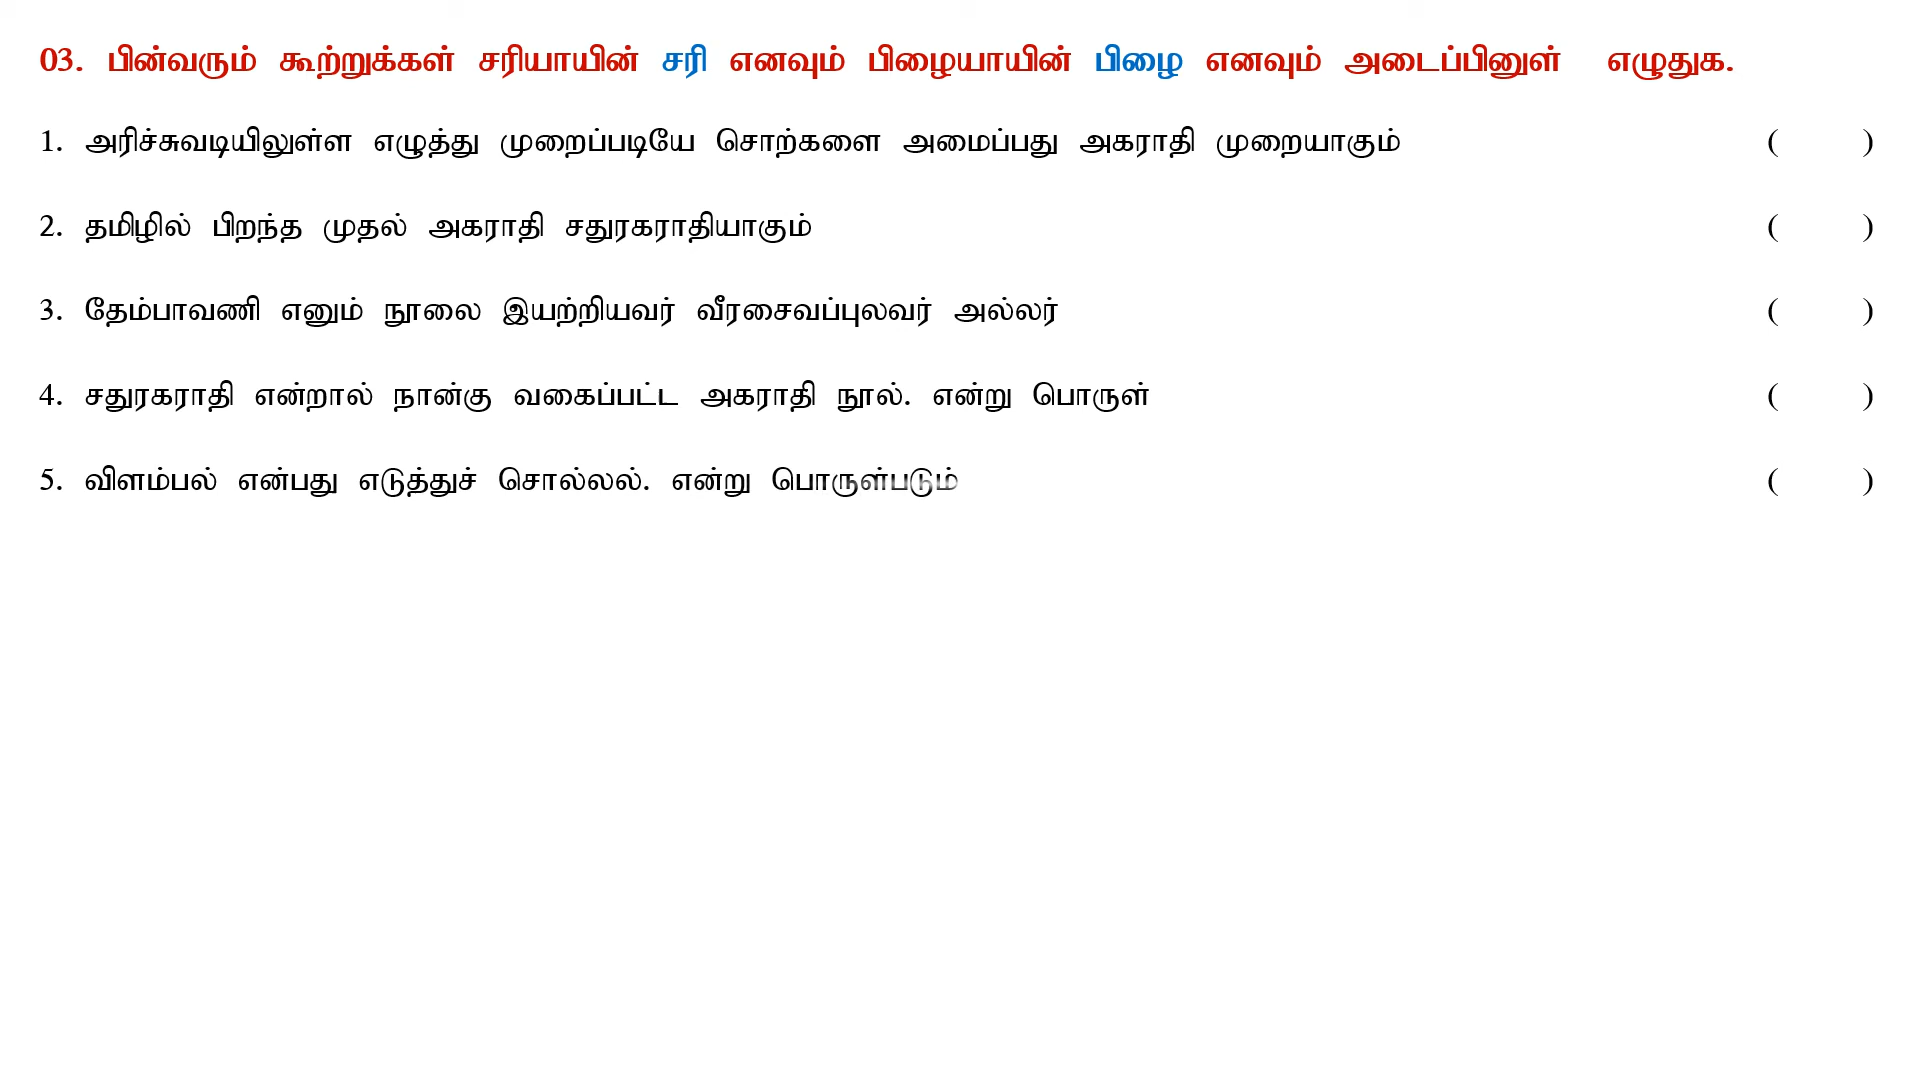 03. பின்வரும் கூற்றுக்கள் சரியாயின் சரி எனவும் பிழையாயின் பிழை எனவும் அடைப்பினுள் எழுதுக.
1. அரிச்சுவடியிலுள்ள எழுத்து முறைப்படியே சொற்களை அமைப்பது அகராதி முறையாகும் ( )
2. தமிழில் பிறந்த முதல் அகராதி சதுரகராதியாகும் ( )
3. தேம்பாவணி எனும் நூலை இயற்றியவர் வீரசைவப்புலவர் அல்லர் ( )
4. சதுரகராதி என்றால் நான்கு வகைப்பட்ட அகராதி நூல். என்று பொருள் ( )
5. விளம்பல் என்பது எடுத்துச் சொல்லல். என்று பொருள்படும் ( )